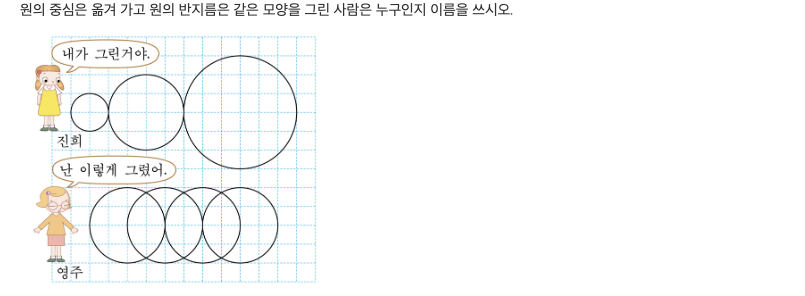 원의 중심은 옮겨 가고 원의 반지름은 같은 모양을 그린 사람은 누구인지 이름을 쓰시오.
내가 그린거야.
진희
난 이렇게 그렸어.
영주